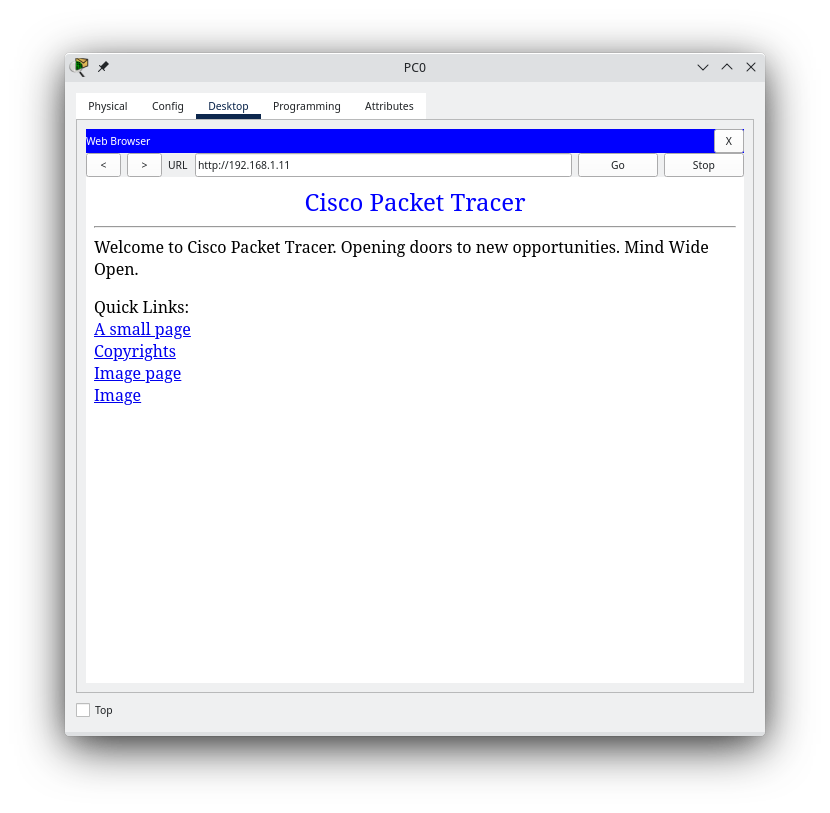 PC0
Physical Config Desktop Programming Attributes
Web Browser X
< > URL http://192.168.1.11 Go Stop
Cisco Packet Tracer
Welcome to Cisco Packet Tracer. Opening doors to new opportunities. Mind Wide
Open.
Quick Links:
A small page
Copyrights
Image page
Image
Top